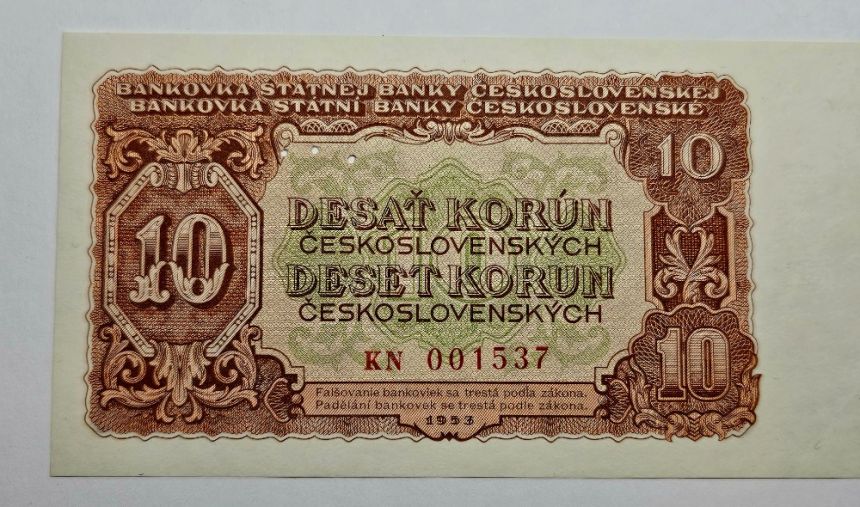 BANKOVKA ŠTÁTNEJ BANKY ČESKOSLOVENSKEJ
BANKOVKA STÁTNÍ BANKY ČESKOSLOVENSKÉ
10
10
DESAŤ KORÚN
ČESKOSLOVENSKÝCH
DESET KORUN
ČESKOSLOVENSKÝCH
KN 001537
10
Falšovanie bankoviek sa trestá podľa zákona.
Padělání bankovek se trestá podle zákona.
1953